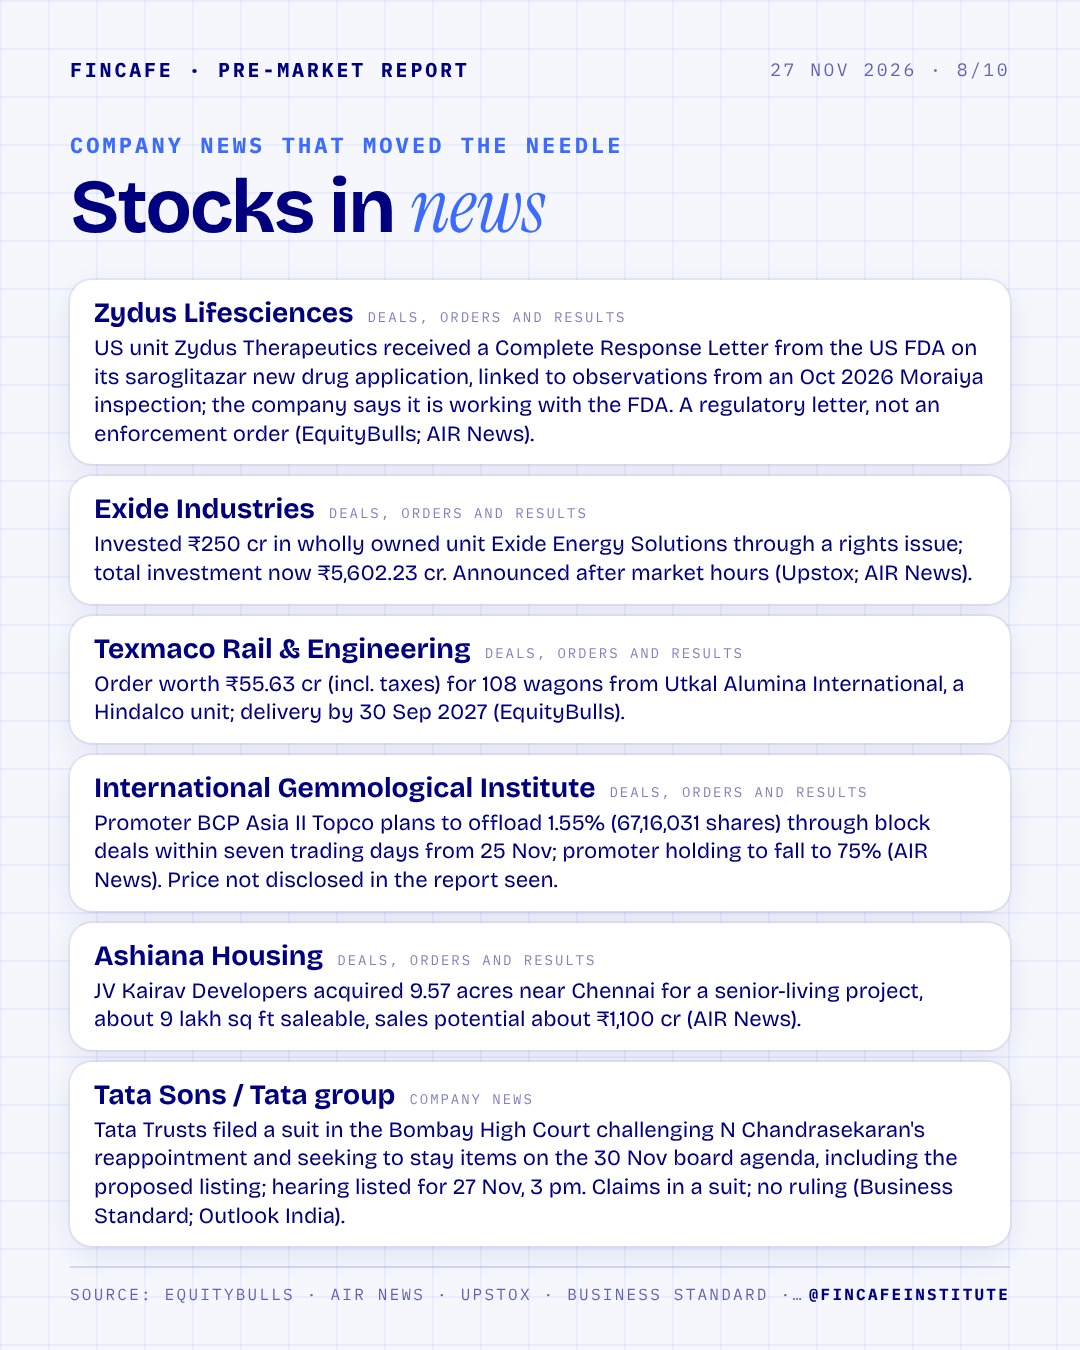 FINCAFE · PRE-MARKET REPORT
27 NOV 2026 · 8/10
COMPANY NEWS THAT MOVED THE NEEDLE
Stocks in news
Zydus Lifesciences DEALS, ORDERS AND RESULTS
US unit Zydus Therapeutics received a Complete Response Letter from the US FDA on
its saroglitazar new drug application, linked to observations from an Oct 2026 Moraiya
inspection; the company says it is working with the FDA. A regulatory letter, not an
enforcement order (EquityBulls; AIR News).
Exide Industries DEALS, ORDERS AND RESULTS
Invested ₹250 cr in wholly owned unit Exide Energy Solutions through a rights issue;
total investment now ₹5,602.23 cr. Announced after market hours (Upstox; AIR News).
Texmaco Rail & Engineering DEALS, ORDERS AND RESULTS
Order worth ₹55.63 cr (incl. taxes) for 108 wagons from Utkal Alumina International, a
Hindalco unit; delivery by 30 Sep 2027 (EquityBulls).
International Gemmological Institute DEALS, ORDERS AND RESULTS
Promoter BCP Asia II Topco plans to offload 1.55% (67,16,031 shares) through block
deals within seven trading days from 25 Nov; promoter holding to fall to 75% (AIR
News). Price not disclosed in the report seen.
Ashiana Housing DEALS, ORDERS AND RESULTS
JV Kairav Developers acquired 9.57 acres near Chennai for a senior-living project,
about 9 lakh sq ft saleable, sales potential about ₹1,100 cr (AIR News).
Tata Sons / Tata group COMPANY NEWS
Tata Trusts filed a suit in the Bombay High Court challenging N Chandrasekaran's
reappointment and seeking to stay items on the 30 Nov board agenda, including the
proposed listing; hearing listed for 27 Nov, 3 pm. Claims in a suit; no ruling (Business
Standard; Outlook India).
SOURCE: EQUITYBULLS · AIR NEWS · UPSTOX · BUSINESS STANDARD ·… @FINCAFEINSTITUTE